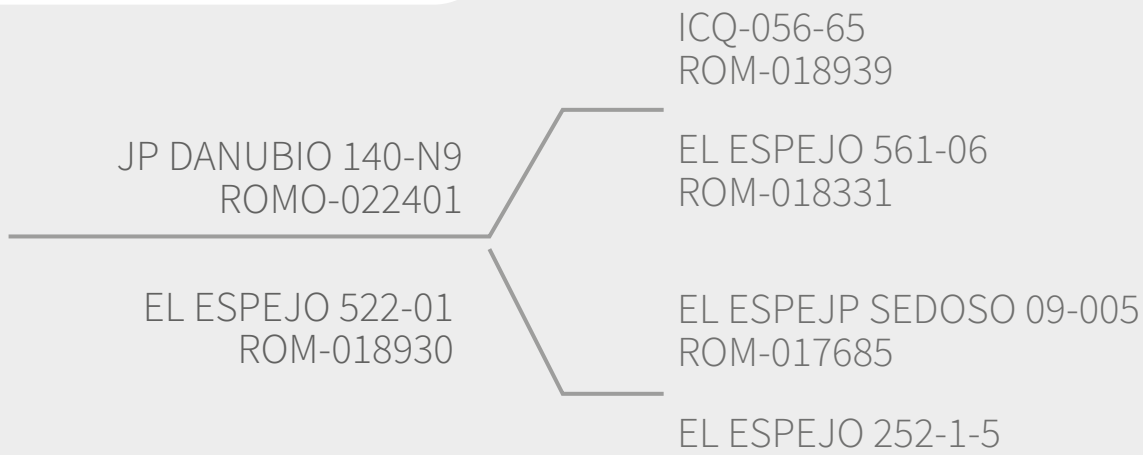 JP DANUBIO 140-N9
ROMO-022401
EL ESPEJO 522-01
ROM-018930
ICQ-056-65
ROM-018939
EL ESPEJO 561-06
ROM-018331
EL ESPEJP SEDOSO 09-005
ROM-017685
EL ESPEJO 252-1-5